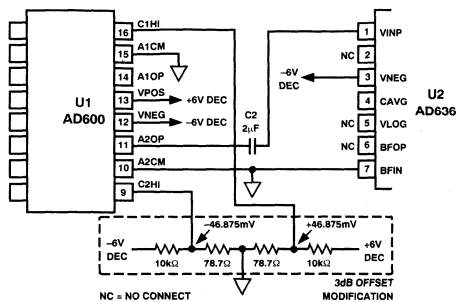 U1
AD600
16 C1HI
15 A1CM
14 A1OP
13 VPOS +6V DEC
12 VNEG –6V DEC
11 A2OP
10 A2CM
9 C2HI
C2
2µF
U2
AD636
1 VINP
NC 2
–6V DEC 3 VNEG
4 CAVG
NC 5 VLOG
NC 6 BFOP
7 BFIN
–46.875mV +46.875mV
–6V DEC +6V DEC
10kΩ 78.7Ω 78.7Ω 10kΩ
3dB OFFSET
MODIFICATION
NC = NO CONNECT